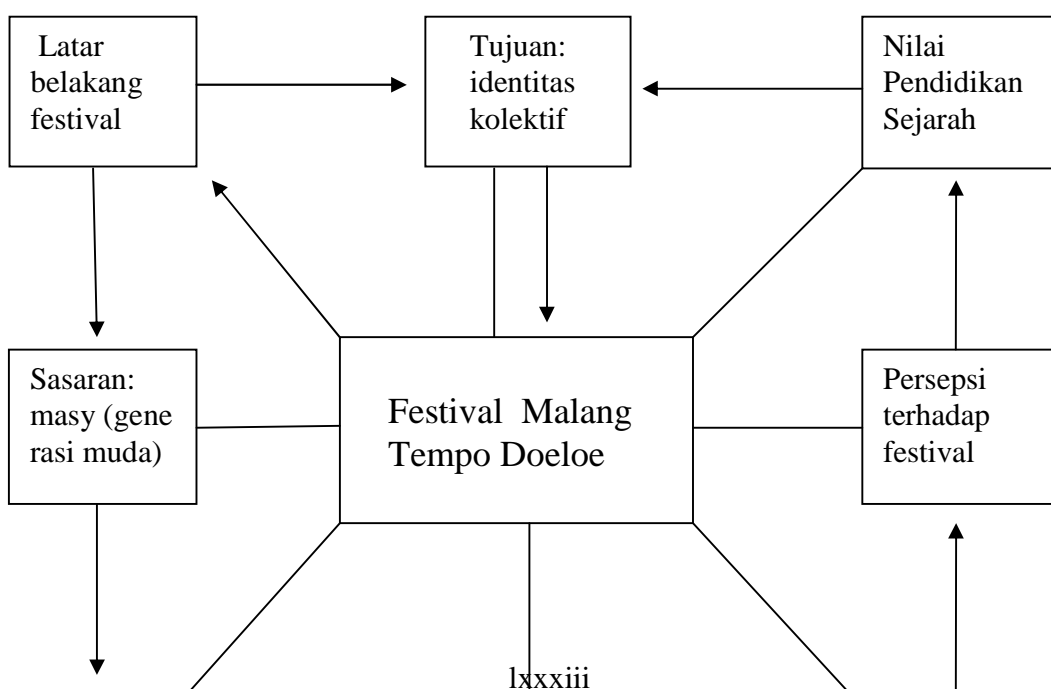 Latar
belakang
festival
Tujuan:
identitas
kolektif
Nilai
Pendidikan
Sejarah
Sasaran:
masy (gene
rasi muda)
Festival  Malang
Tempo Doeloe
Persepsi
terhadap
festival
lxxxiii